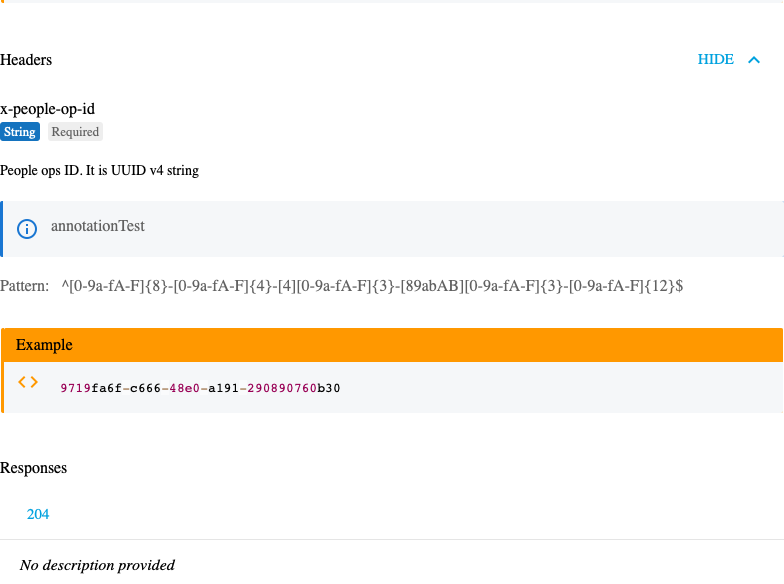 Headers
HIDE
x-people-op-id
String Required
People ops ID. It is UUID v4 string
annotationTest
Pattern: ^[0-9a-fA-F]{8}-[0-9a-fA-F]{4}-[4][0-9a-fA-F]{3}-[89abAB][0-9a-fA-F]{3}-[0-9a-fA-F]{12}$
Example
9719fa6f-c666-48e0-a191-290890760b30
Responses
204
No description provided